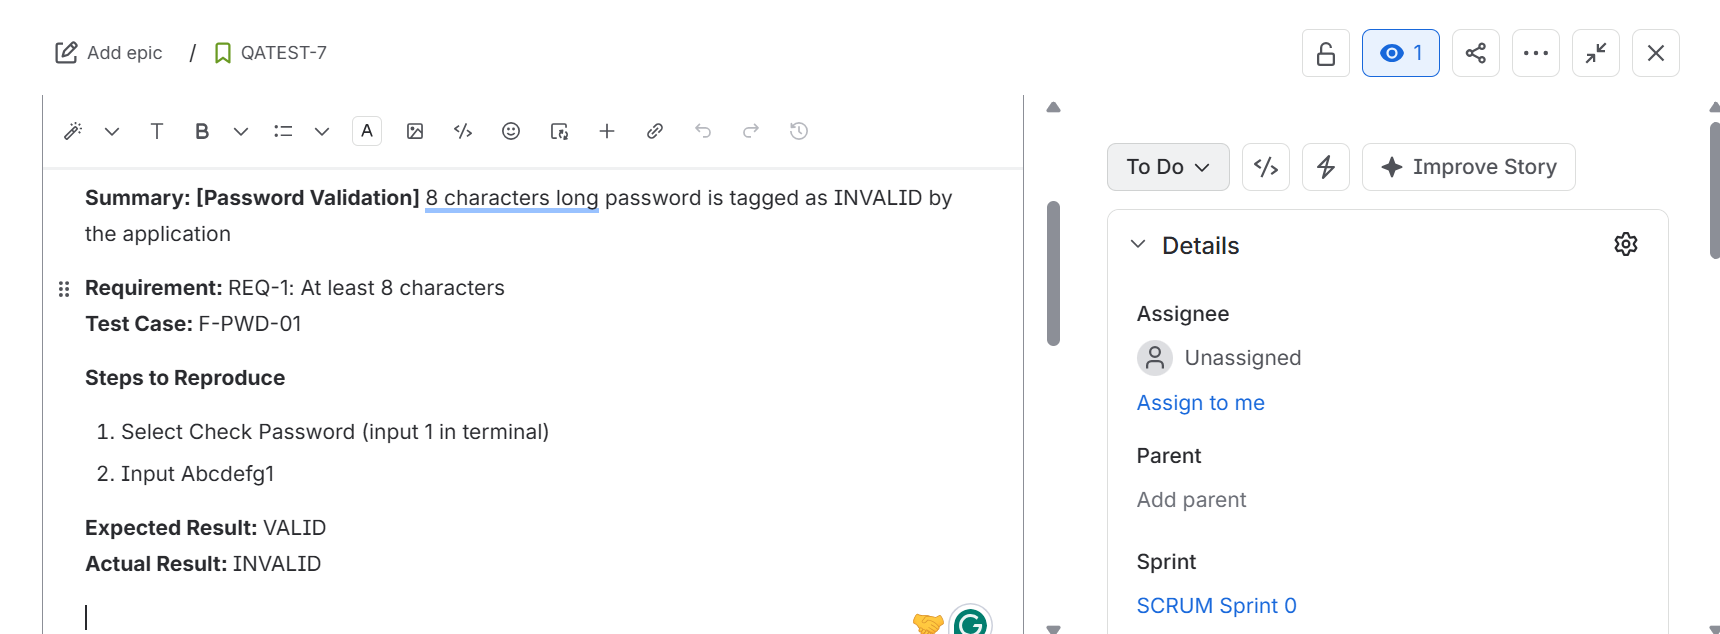 Add epic / QATEST-7
1
T B A
Summary: [Password Validation] 8 characters long password is tagged as INVALID by
the application
Requirement: REQ-1: At least 8 characters
Test Case: F-PWD-01
Steps to Reproduce
1. Select Check Password (input 1 in terminal)
2. Input Abcdefg1
Expected Result: VALID
Actual Result: INVALID
To Do
Improve Story
Details
Assignee
Unassigned
Assign to me
Parent
Add parent
Sprint
SCRUM Sprint 0